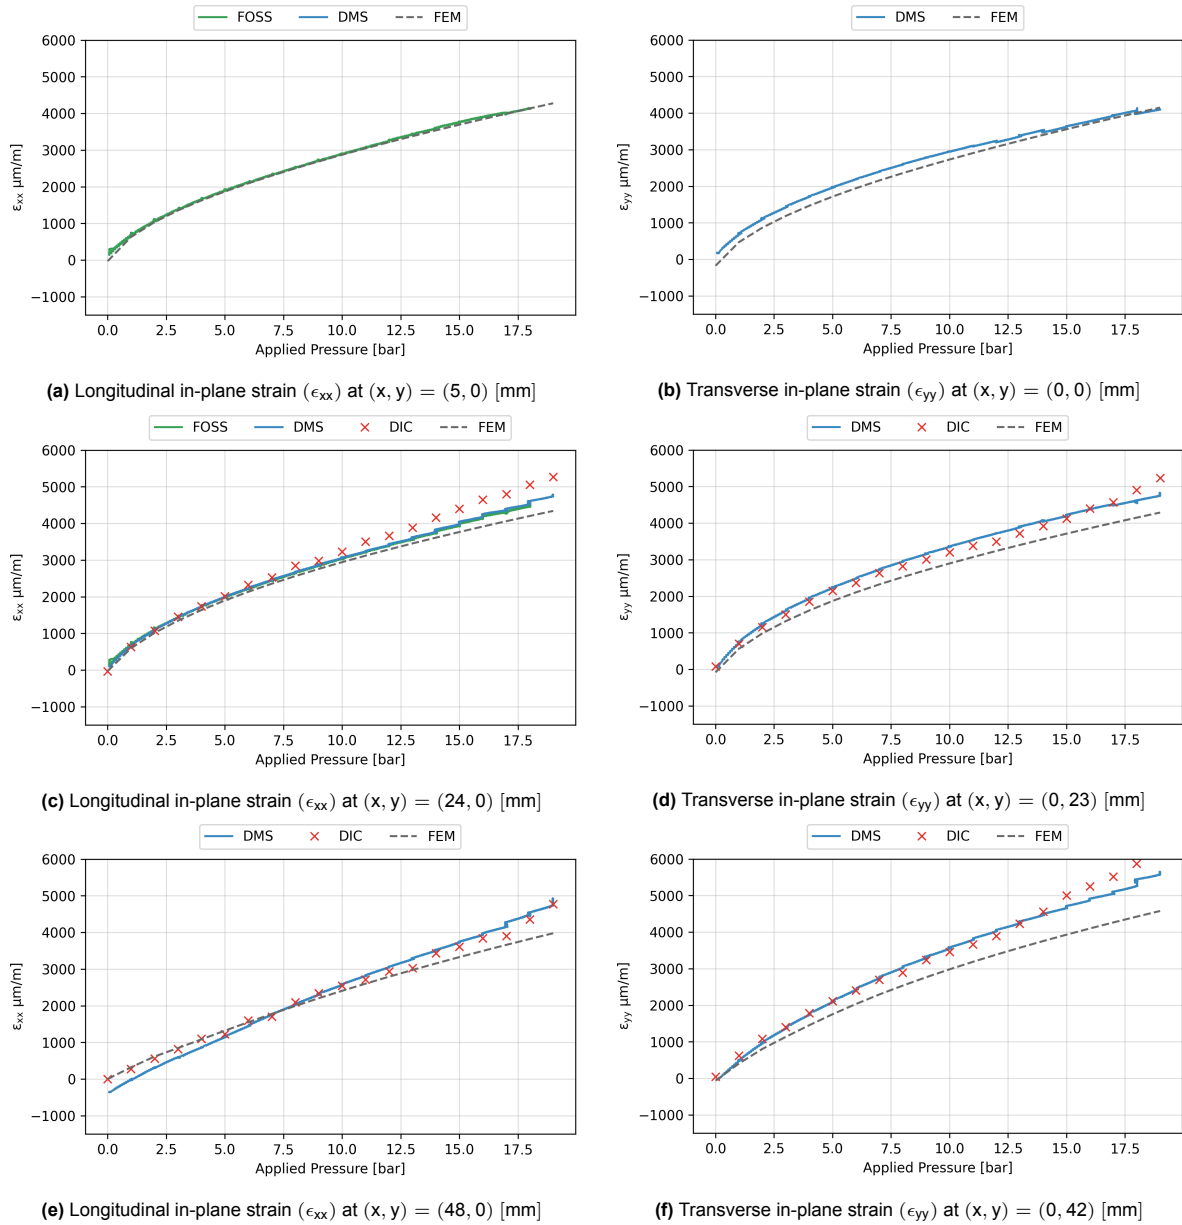 FOSS DMS FEM
6000
5000
4000
3000
2000
1000
0
−1000
ε_xx μm/m
0.0 2.5 5.0 7.5 10.0 12.5 15.0 17.5
Applied Pressure [bar]
(a) Longitudinal in-plane strain (ϵ_xx) at (x, y) = (5, 0) [mm]
DMS FEM
6000
5000
4000
3000
2000
1000
0
−1000
ε_yy μm/m
0.0 2.5 5.0 7.5 10.0 12.5 15.0 17.5
Applied Pressure [bar]
(b) Transverse in-plane strain (ϵ_yy) at (x, y) = (0, 0) [mm]
FOSS DMS DIC FEM
6000
5000
4000
3000
2000
1000
0
−1000
ε_xx μm/m
0.0 2.5 5.0 7.5 10.0 12.5 15.0 17.5
Applied Pressure [bar]
(c) Longitudinal in-plane strain (ϵ_xx) at (x, y) = (24, 0) [mm]
DMS DIC FEM
6000
5000
4000
3000
2000
1000
0
−1000
ε_yy μm/m
0.0 2.5 5.0 7.5 10.0 12.5 15.0 17.5
Applied Pressure [bar]
(d) Transverse in-plane strain (ϵ_yy) at (x, y) = (0, 23) [mm]
DMS DIC FEM
6000
5000
4000
3000
2000
1000
0
−1000
ε_xx μm/m
0.0 2.5 5.0 7.5 10.0 12.5 15.0 17.5
Applied Pressure [bar]
(e) Longitudinal in-plane strain (ϵ_xx) at (x, y) = (48, 0) [mm]
DMS DIC FEM
6000
5000
4000
3000
2000
1000
0
−1000
ε_yy μm/m
0.0 2.5 5.0 7.5 10.0 12.5 15.0 17.5
Applied Pressure [bar]
(f) Transverse in-plane strain (ϵ_yy) at (x, y) = (0, 42) [mm]